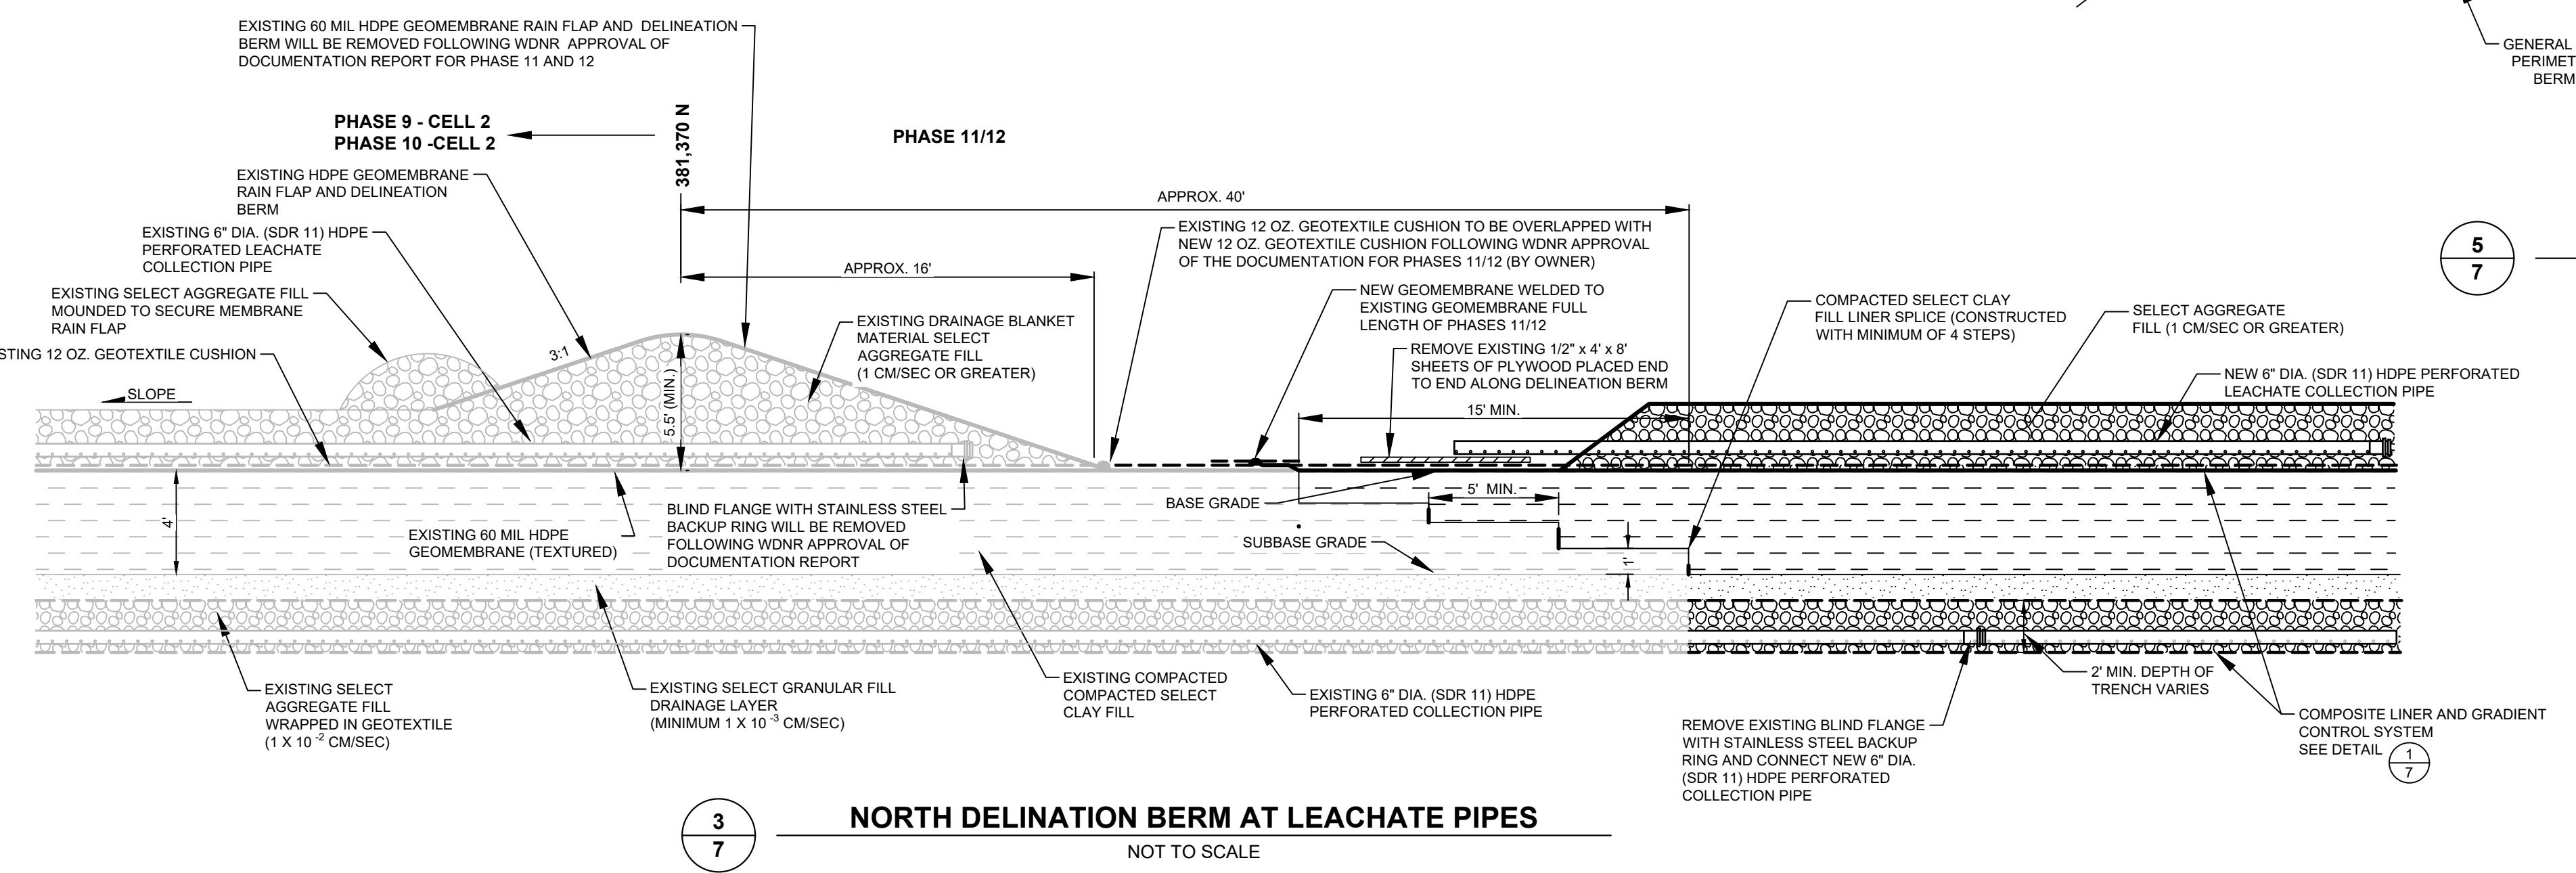 EXISTING 60 MIL HDPE GEOMEMBRANE RAIN FLAP AND DELINEATION
BERM WILL BE REMOVED FOLLOWING WDNR APPROVAL OF
DOCUMENTATION REPORT FOR PHASE 11 AND 12
GENERAL
PERIMET
BERM
PHASE 9 - CELL 2
PHASE 10 -CELL 2
381,370 N
PHASE 11/12
EXISTING HDPE GEOMEMBRANE
RAIN FLAP AND DELINEATION
BERM
EXISTING 6" DIA. (SDR 11) HDPE
PERFORATED LEACHATE
COLLECTION PIPE
EXISTING SELECT AGGREGATE FILL
MOUNDED TO SECURE MEMBRANE
RAIN FLAP
STING 12 OZ. GEOTEXTILE CUSHION
SLOPE
3:1
5.5' (MIN.)
APPROX. 40'
APPROX. 16'
EXISTING 12 OZ. GEOTEXTILE CUSHION TO BE OVERLAPPED WITH
NEW 12 OZ. GEOTEXTILE CUSHION FOLLOWING WDNR APPROVAL
OF THE DOCUMENTATION FOR PHASES 11/12 (BY OWNER)
NEW GEOMEMBRANE WELDED TO
EXISTING GEOMEMBRANE FULL
LENGTH OF PHASES 11/12
EXISTING DRAINAGE BLANKET
MATERIAL SELECT
AGGREGATE FILL
(1 CM/SEC OR GREATER)
REMOVE EXISTING 1/2" x 4' x 8'
SHEETS OF PLYWOOD PLACED END
TO END ALONG DELINEATION BERM
15' MIN.
COMPACTED SELECT CLAY
FILL LINER SPLICE (CONSTRUCTED
WITH MINIMUM OF 4 STEPS)
SELECT AGGREGATE
FILL (1 CM/SEC OR GREATER)
NEW 6" DIA. (SDR 11) HDPE PERFORATED
LEACHATE COLLECTION PIPE
5
7
4'
EXISTING 60 MIL HDPE
GEOMEMBRANE (TEXTURED)
BLIND FLANGE WITH STAINLESS STEEL
BACKUP RING WILL BE REMOVED
FOLLOWING WDNR APPROVAL OF
DOCUMENTATION REPORT
BASE GRADE
5' MIN.
SUBBASE GRADE
1'
EXISTING SELECT
AGGREGATE FILL
WRAPPED IN GEOTEXTILE
(1 X 10 -2 CM/SEC)
EXISTING SELECT GRANULAR FILL
DRAINAGE LAYER
(MINIMUM 1 X 10 -3 CM/SEC)
EXISTING COMPACTED
COMPACTED SELECT
CLAY FILL
EXISTING 6" DIA. (SDR 11) HDPE
PERFORATED COLLECTION PIPE
2' MIN. DEPTH OF
TRENCH VARIES
REMOVE EXISTING BLIND FLANGE
WITH STAINLESS STEEL BACKUP
RING AND CONNECT NEW 6" DIA.
(SDR 11) HDPE PERFORATED
COLLECTION PIPE
COMPOSITE LINER AND GRADIENT
CONTROL SYSTEM
SEE DETAIL
1
7
3
7
NORTH DELINATION BERM AT LEACHATE PIPES
NOT TO SCALE